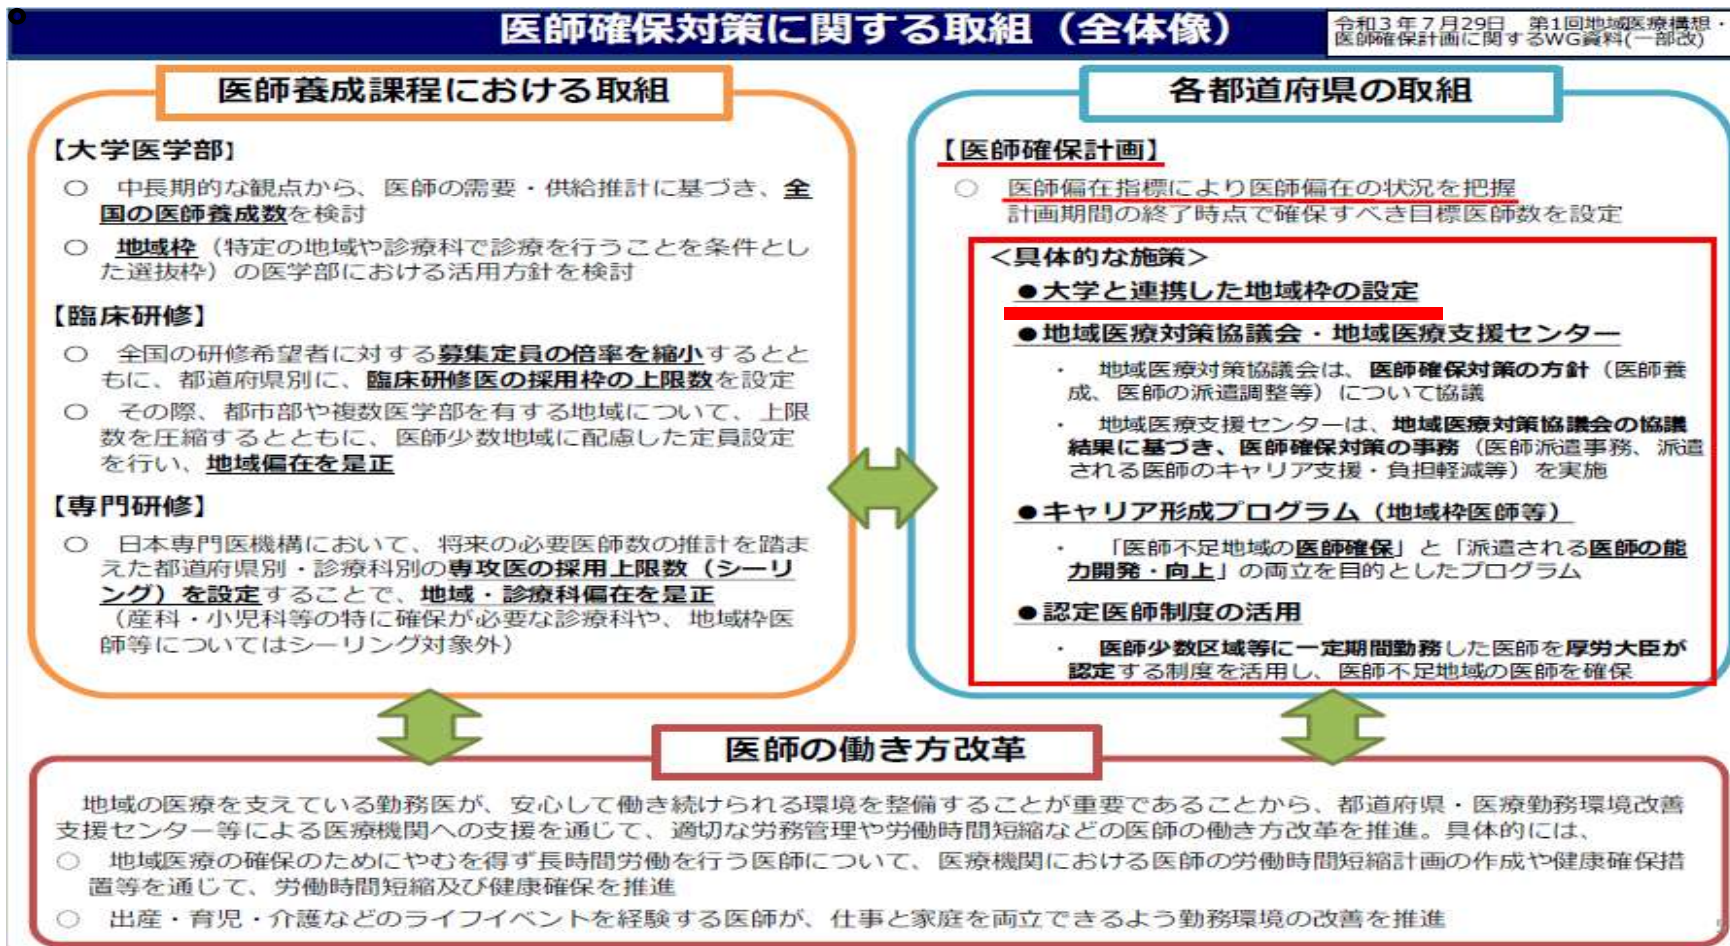 医師確保対策に関する取組（全体像）
令和３年７月29日　第1回地域医療構想・
医師確保計画に関するWG資料(一部改)
医師養成課程における取組
【大学医学部】
○　中長期的な観点から、医師の需要・供給推計に基づき、全
国の医師養成数を検討
○　地域枠（特定の地域や診療科で診療を行うことを条件とし
た選抜枠）の医学部における活用方針を検討
【臨床研修】
○　全国の研修希望者に対する募集定員の倍率を縮小するとと
もに、都道府県別に、臨床研修医の採用枠の上限数を設定
○　その際、都市部や複数医学部を有する地域について、上限
数を圧縮するとともに、医師少数地域に配慮した定員設定
を行い、地域偏在を是正
【専門研修】
○　日本専門医機構において、将来の必要医師数の推計を踏ま
えた都道府県別・診療科別の専攻医の採用上限数（シーリ
ング）を設定することで、地域・診療科偏在を是正
（産科・小児科等の特に確保が必要な診療科や、地域枠医
師等についてはシーリング対象外）
各都道府県の取組
【医師確保計画】
○　医師偏在指標により医師偏在の状況を把握
計画期間の終了時点で確保すべき目標医師数を設定
＜具体的な施策＞
●大学と連携した地域枠の設定
●地域医療対策協議会・地域医療支援センター
・　地域医療対策協議会は、医師確保対策の方針（医師養
成、医師の派遣調整等）について協議
・　地域医療支援センターは、地域医療対策協議会の協議
結果に基づき、医師確保対策の事務（医師派遣事務、派遣
される医師のキャリア支援・負担軽減等）を実施
●キャリア形成プログラム（地域枠医師等）
・　「医師不足地域の医師確保」と「派遣される医師の能
力開発・向上」の両立を目的としたプログラム
●認定医師制度の活用
・　医師少数区域等に一定期間勤務した医師を厚労大臣が
認定する制度を活用し、医師不足地域の医師を確保
医師の働き方改革
地域の医療を支えている勤務医が、安心して働き続けられる環境を整備することが重要であることから、都道府県・医療勤務環境改善
支援センター等による医療機関への支援を通じて、適切な労務管理や労働時間短縮などの医師の働き方改革を推進。具体的には、
○　地域医療の確保のためにやむを得ず長時間労働を行う医師について、医療機関における医師の労働時間短縮計画の作成や健康確保措
置等を通じて、労働時間短縮及び健康確保を推進
○　出産・育児・介護などのライフイベントを経験する医師が、仕事と家庭を両立できるよう勤務環境の改善を推進